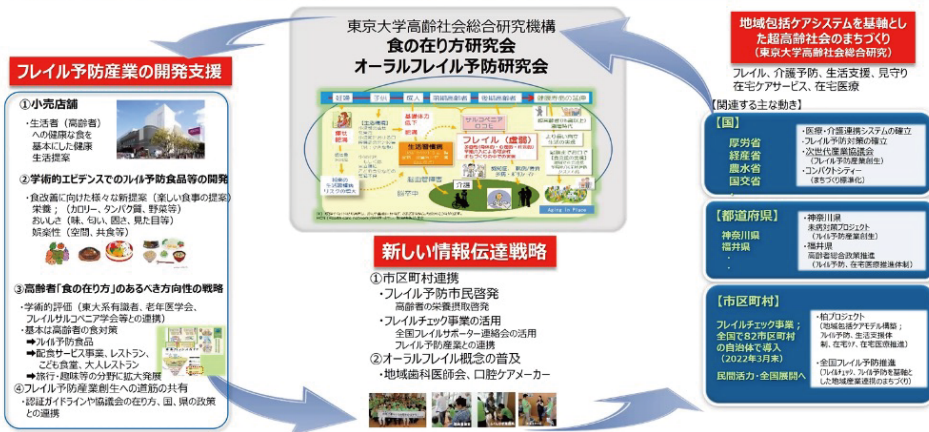 東京大学高齢社会総合研究機構
食の在り方研究会
オーラルフレイル予防研究会
生活習慣病
サルコペニア
ロコモ
フレイル（虚弱）
介護
Aging in Place
フレイル予防産業の開発支援
①小売店舗
・生活者（高齢者）
への健康な食を
基本にした健康
生活提案
②学術的エビデンスでのフレイル予防食品等の開発
・食改善に向けた様々な新提案（楽しい食事の提案）
栄養；（カロリー、タンパク質、野菜等）
おいしさ（味、匂い、固さ、見た目等）
娯楽性（空間、共食等）
③高齢者「食の在り方」のあるべき方向性の戦略
・学術的評価（東大系有識者、老年医学会、
フレイルサルコペニア学会等との連携）
・基本は高齢者の食対策
➡フレイル予防食品
➡配食サービス事業、レストラン、
こども食堂、大人レストラン
➡旅行・趣味等の分野に拡大発展
④フレイル予防産業創生への道筋の共有
・認証ガイドラインや協議会の在り方、国、県の政策
との連携
新しい情報伝達戦略
①市区町村連携
・フレイル予防市民啓発
高齢者の栄養摂取啓発
・フレイルチェック事業の活用
全国フレイルサポーター連絡会の活用
フレイル予防産業との連携
②オーラルフレイル概念の普及
・地域歯科医師会、口腔ケアメーカー
地域包括ケアシステムを基軸とし
た超高齢社会のまちづくり
（東京大学高齢社会総合研究）
フレイル、介護予防、生活支援、見守り
在宅ケアサービス、在宅医療
【関連する主な動き】
【国】
厚労省
経産省
農水省
国交省
・医療・介護連携システムの確立
・フレイル予防対策の確立
・次世代産業協議会
（フレイル予防産業創生）
・コンパクトシティー
（まちづくり標準化）
【都道府県】
神奈川県
福井県
・神奈川県
未病対策プロジェクト
（フレイル予防産業創生）
・福井県
高齢者総合政策推進
（フレイル予防、在宅医療推進体制）
【市区町村】
フレイルチェック事業；
全国で82市区町村
の自治体で導入
（2022年3月末）
民間活力・全国展開へ
・柏プロジェクト
（地域包括ケアモデル構築；
フレイル予防、生活支援体
制、在宅ケア、在宅医療推進）
・全国フレイル予防推進
（フレイルチェック、フレイル予防を基軸と
した地域産業連携のまちづくり）